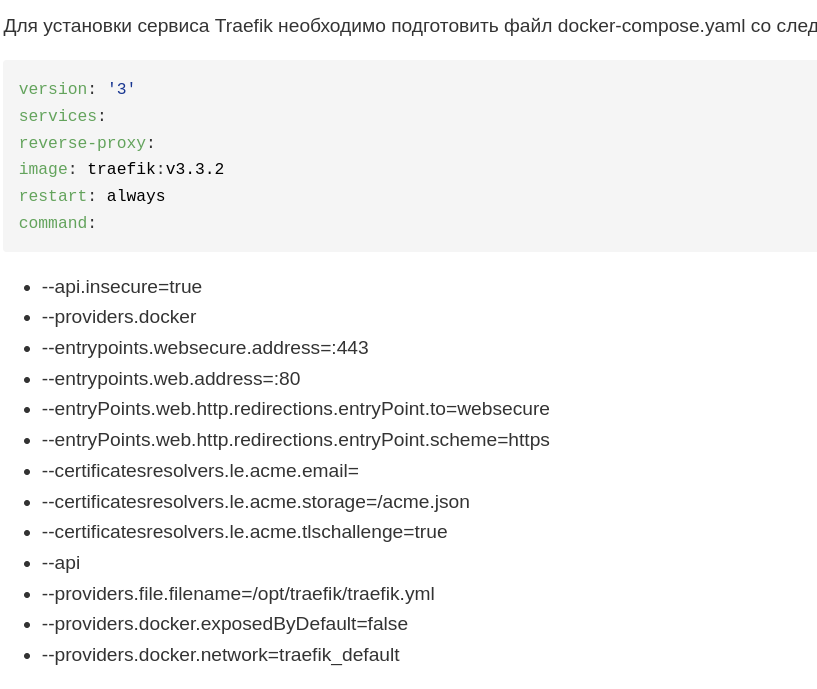 Для установки сервиса Traefik необходимо подготовить файл docker-compose.yaml со
version: '3'
services:
reverse-proxy:
image: traefik:v3.3.2
restart: always
command:
--api.insecure=true
--providers.docker
--entrypoints.websecure.address=:443
--entrypoints.web.address=:80
--entryPoints.web.http.redirections.entryPoint.to=websecure
--entryPoints.web.http.redirections.entryPoint.scheme=https
--certificatesresolvers.le.acme.email=
--certificatesresolvers.le.acme.storage=/acme.json
--certificatesresolvers.le.acme.tlschallenge=true
--api
--providers.file.filename=/opt/traefik/traefik.yml
--providers.docker.exposedByDefault=false
--providers.docker.network=traefik_default